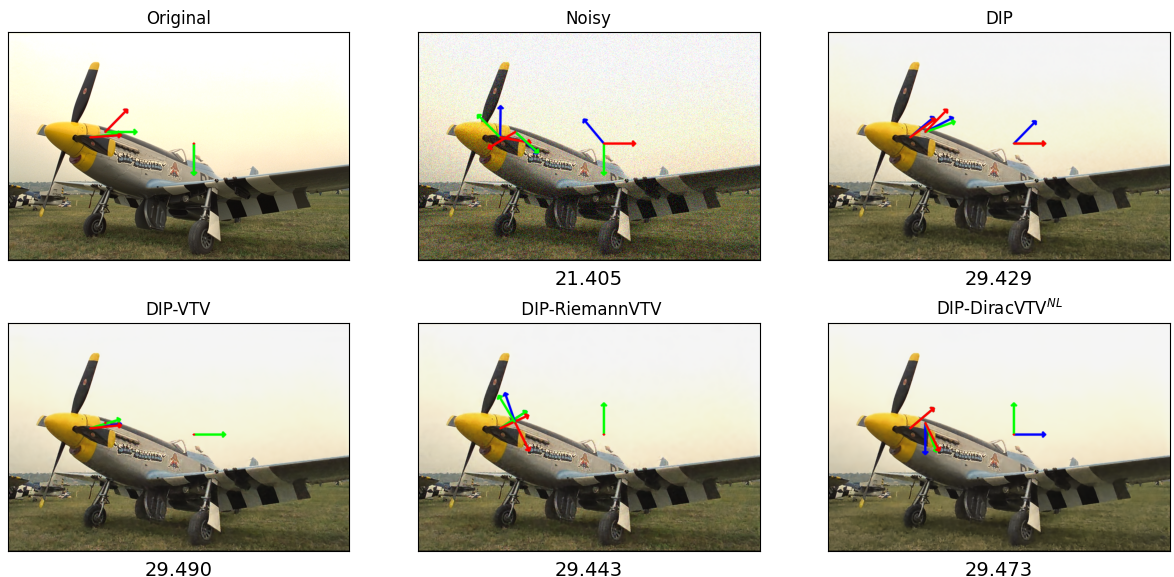 Original
Noisy
DIP
21.405
29.429
DIP-VTV
DIP-RiemannVTV
DIP-DiracVTV^{NL}
29.490
29.443
29.473